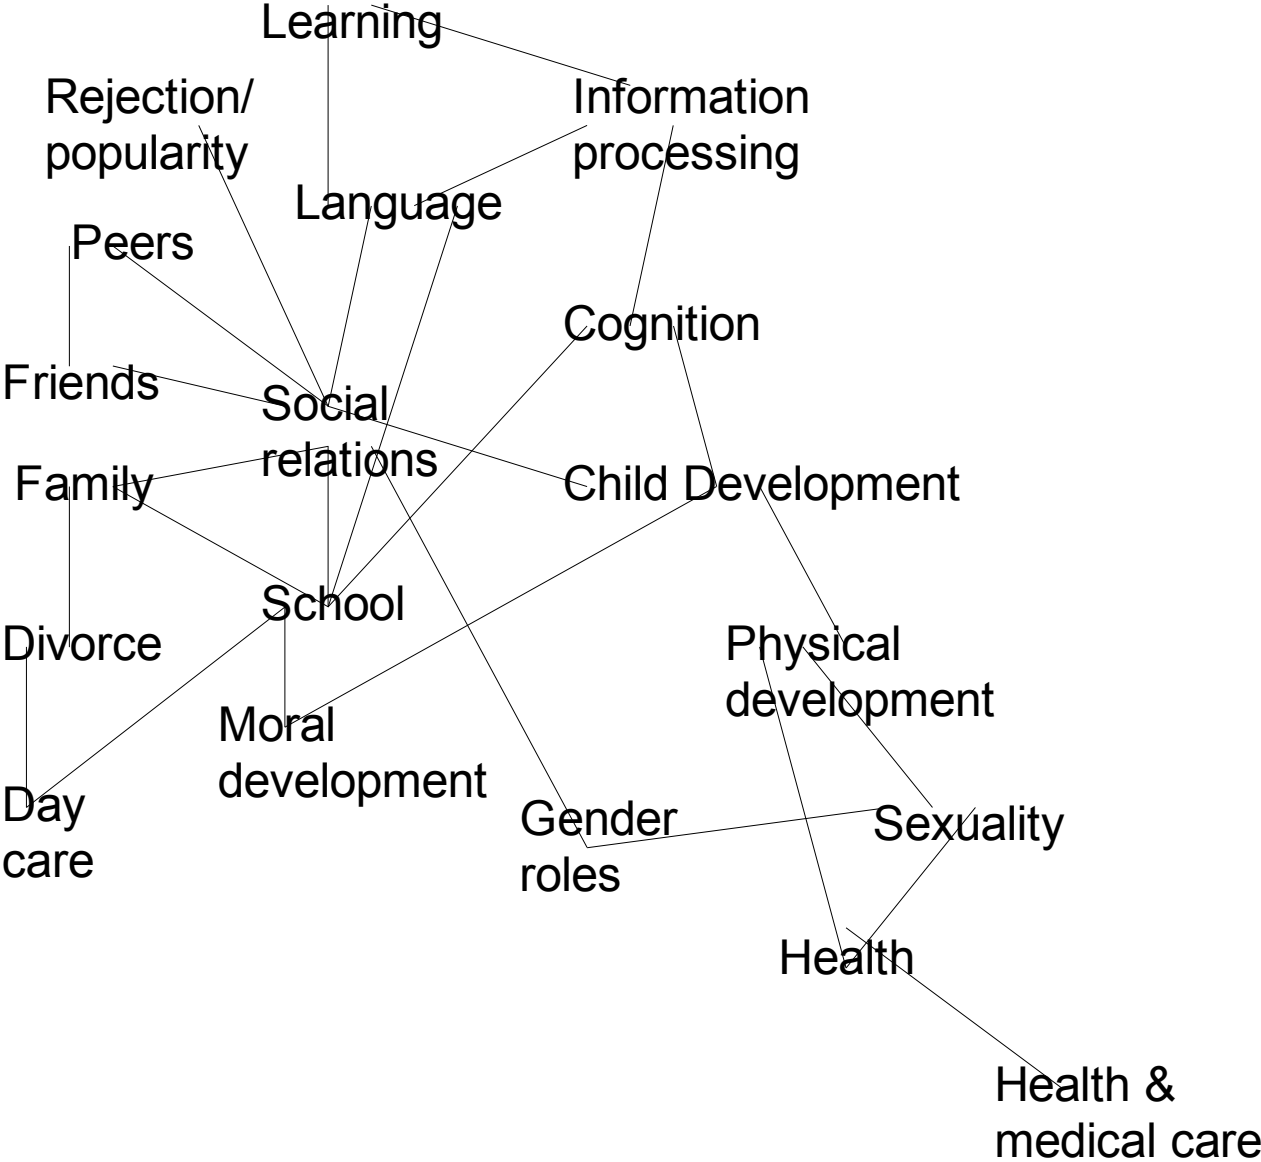 Learning
Rejection/
popularity
Information
processing
Language
Peers
Cognition
Friends
Social
relations
Family
Child Development
School
Divorce
Physical
development
Moral
development
Day
care
Gender
roles
Sexuality
Health
Health &
medical care